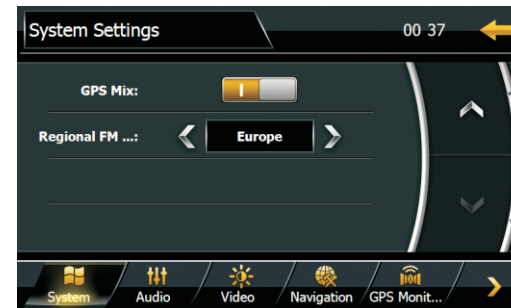 System Settings
00 37
GPS Mix:
Regional FM ...:
Europe
System
Audio
Video
Navigation
GPS Monit...